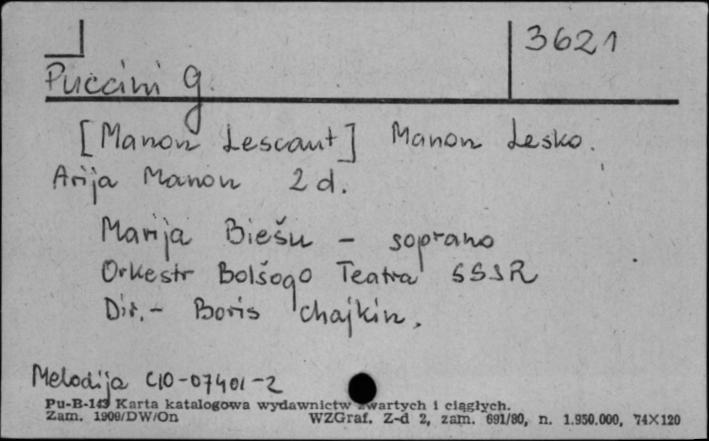 3621
Puccini G.
[Manon Lescaut] Manon Lesko.
Arija Manon 2 d.
Marija Biešu – soprano
Orkestr Bolšogo Teatra SSSR
Dir. – Boris Chajkin.
Melodija C10-07401-2
Pu-B-143 Karta katalogowa wydawnictw zwartych i ciągłych.
Zam. 1909/DW/On WZGraf. Z-d 2, zam. 691/80, n. 1.950.000, 74X120